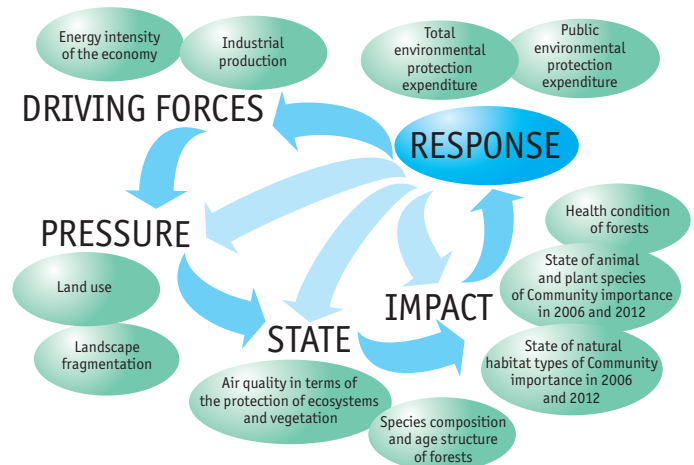 Energy intensity
of the economy
Industrial
production
Total
environmental
protection
expenditure
Public
environmental
protection
expenditure
DRIVING FORCES
RESPONSE
PRESSURE
Land use
Landscape
fragmentation
Health condition
of forests
State of animal
and plant species
of Community importance
in 2006 and 2012
IMPACT
STATE
State of natural
habitat types of Community
importance in 2006
and 2012
Air quality in terms of
the protection of ecosystems
and vegetation
Species composition
and age structure
of forests